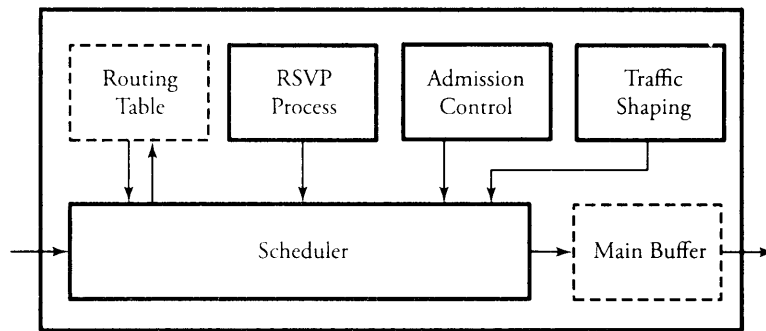 Routing
Table
RSVP
Process
Admission
Control
Traffic
Shaping
Scheduler
Main Buffer